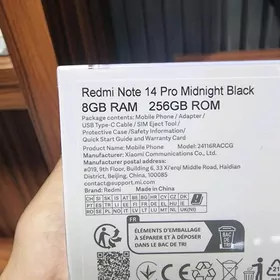 Redmi Note 14 Pro Midnight Black
8GB RAM 256GB ROM
Package contents: Mobile Phone / Adapter /
USB Type-C Cable / SIM Eject Tool /
Protective Case /Safety Information/
Quick Start Guide and Warranty Card
Product Name: Mobile Phone Model: 24116RACCG
Manufacturer: Xiaomi Communications Co., Ltd.
Manufacturer Postal Address:
#019, 9th Floor, Building 6, 33 Xi'erqi Middle Road, Haidian
District, Beijing, China, 100085
contact@support.mi.com
Brand: Redmi Made in China
FR
ÉLÉMENTS D'EMBALLAGE
À SÉPARER ET À DÉPOSER
DANS LE BAC DE TRI
BAC DE TRI